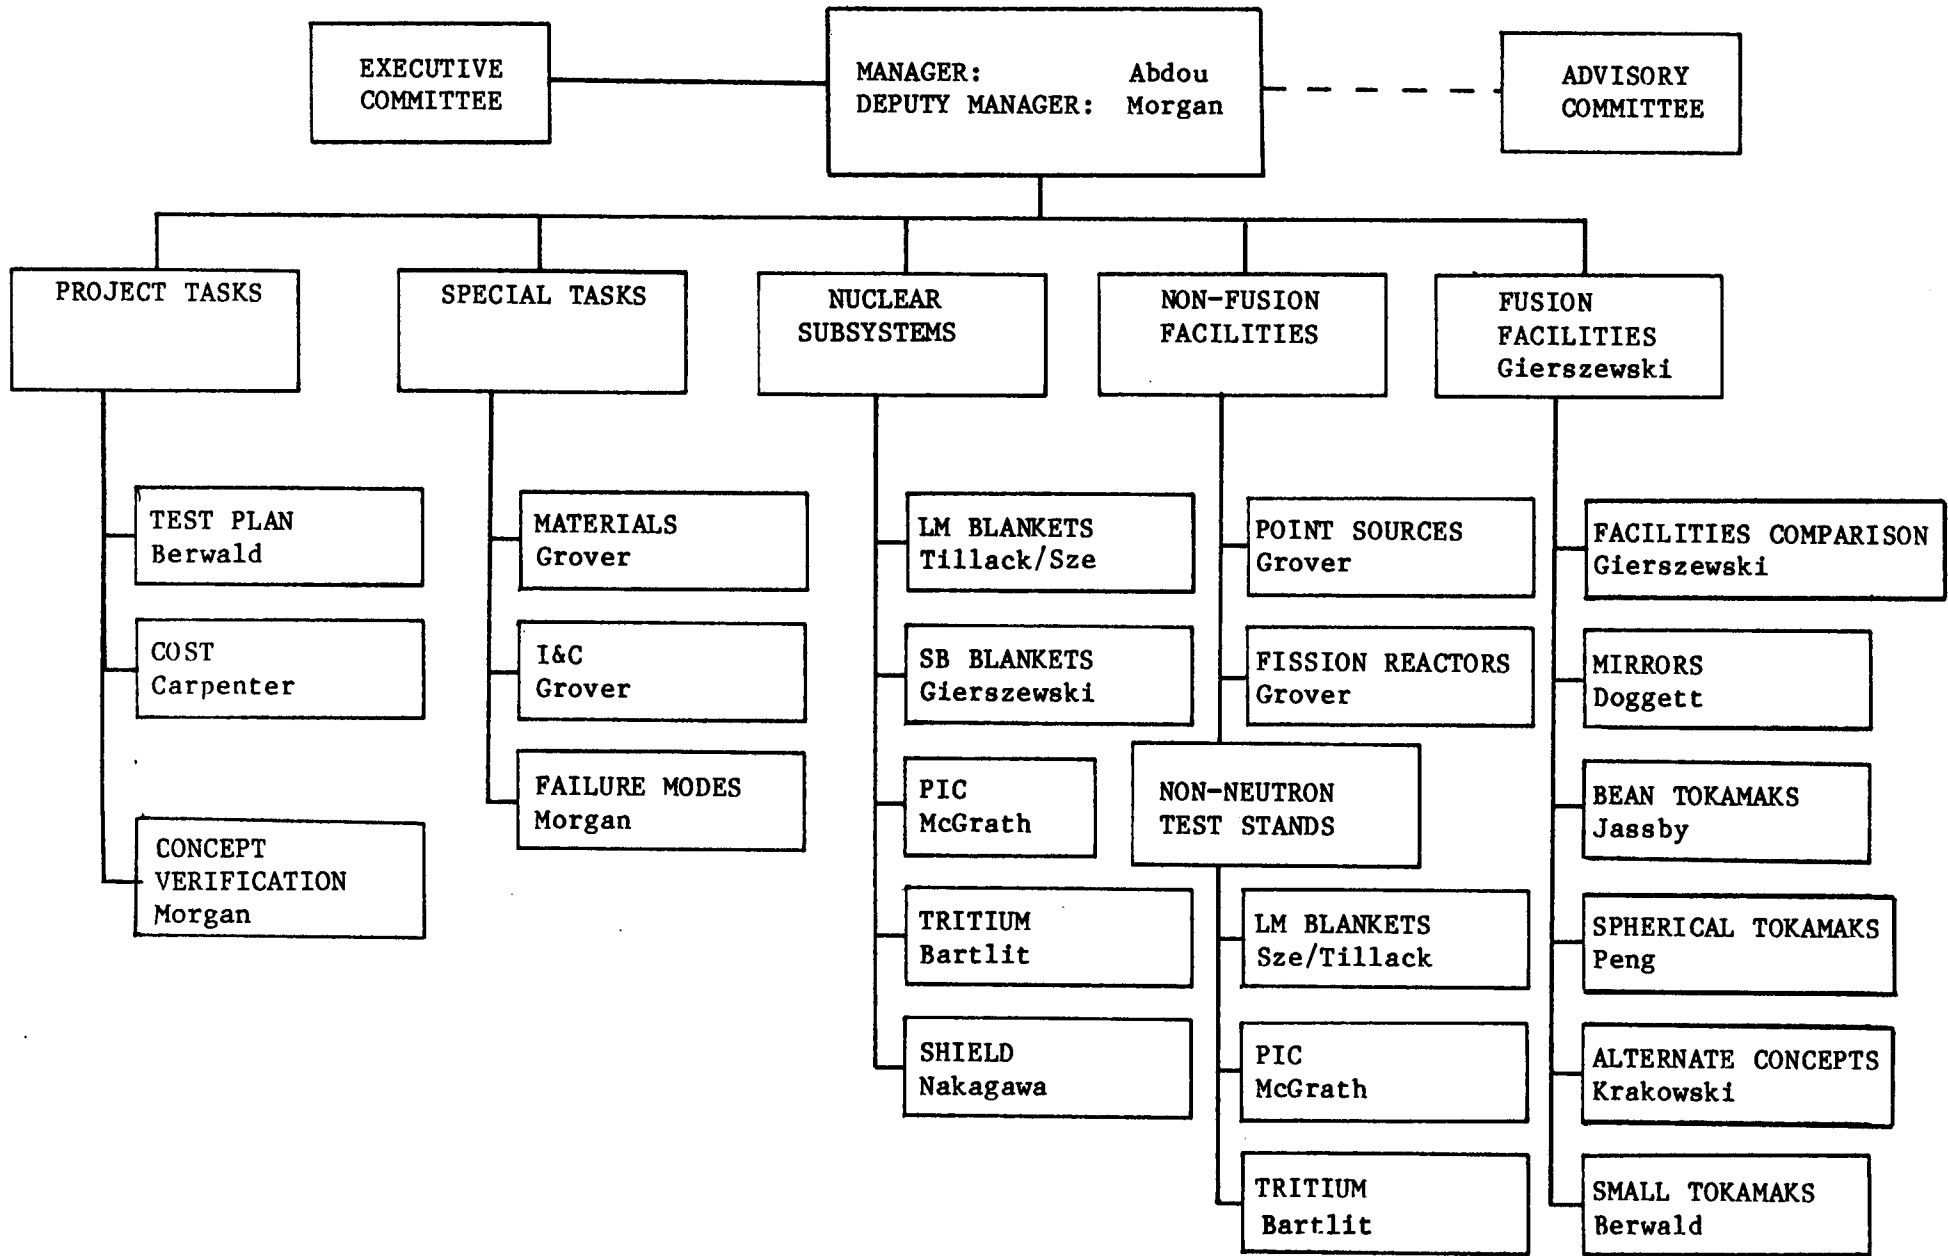 EXECUTIVE
COMMITTEE
MANAGER: Abdou
DEPUTY MANAGER: Morgan
ADVISORY
COMMITTEE
PROJECT TASKS
TEST PLAN
Berwald
COST
Carpenter
CONCEPT
VERIFICATION
Morgan
SPECIAL TASKS
MATERIALS
Grover
I&C
Grover
FAILURE MODES
Morgan
NUCLEAR
SUBSYSTEMS
LM BLANKETS
Tillack/Sze
SB BLANKETS
Gierszewski
PIC
McGrath
TRITIUM
Bartlit
SHIELD
Nakagawa
NON-FUSION
FACILITIES
POINT SOURCES
Grover
FISSION REACTORS
Grover
NON-NEUTRON
TEST STANDS
LM BLANKETS
Sze/Tillack
PIC
McGrath
TRITIUM
Bartlit
FUSION
FACILITIES
Gierszewski
FACILITIES COMPARISON
Gierszewski
MIRRORS
Doggett
BEAN TOKAMAKS
Jassby
SPHERICAL TOKAMAKS
Peng
ALTERNATE CONCEPTS
Krakowski
SMALL TOKAMAKS
Berwald